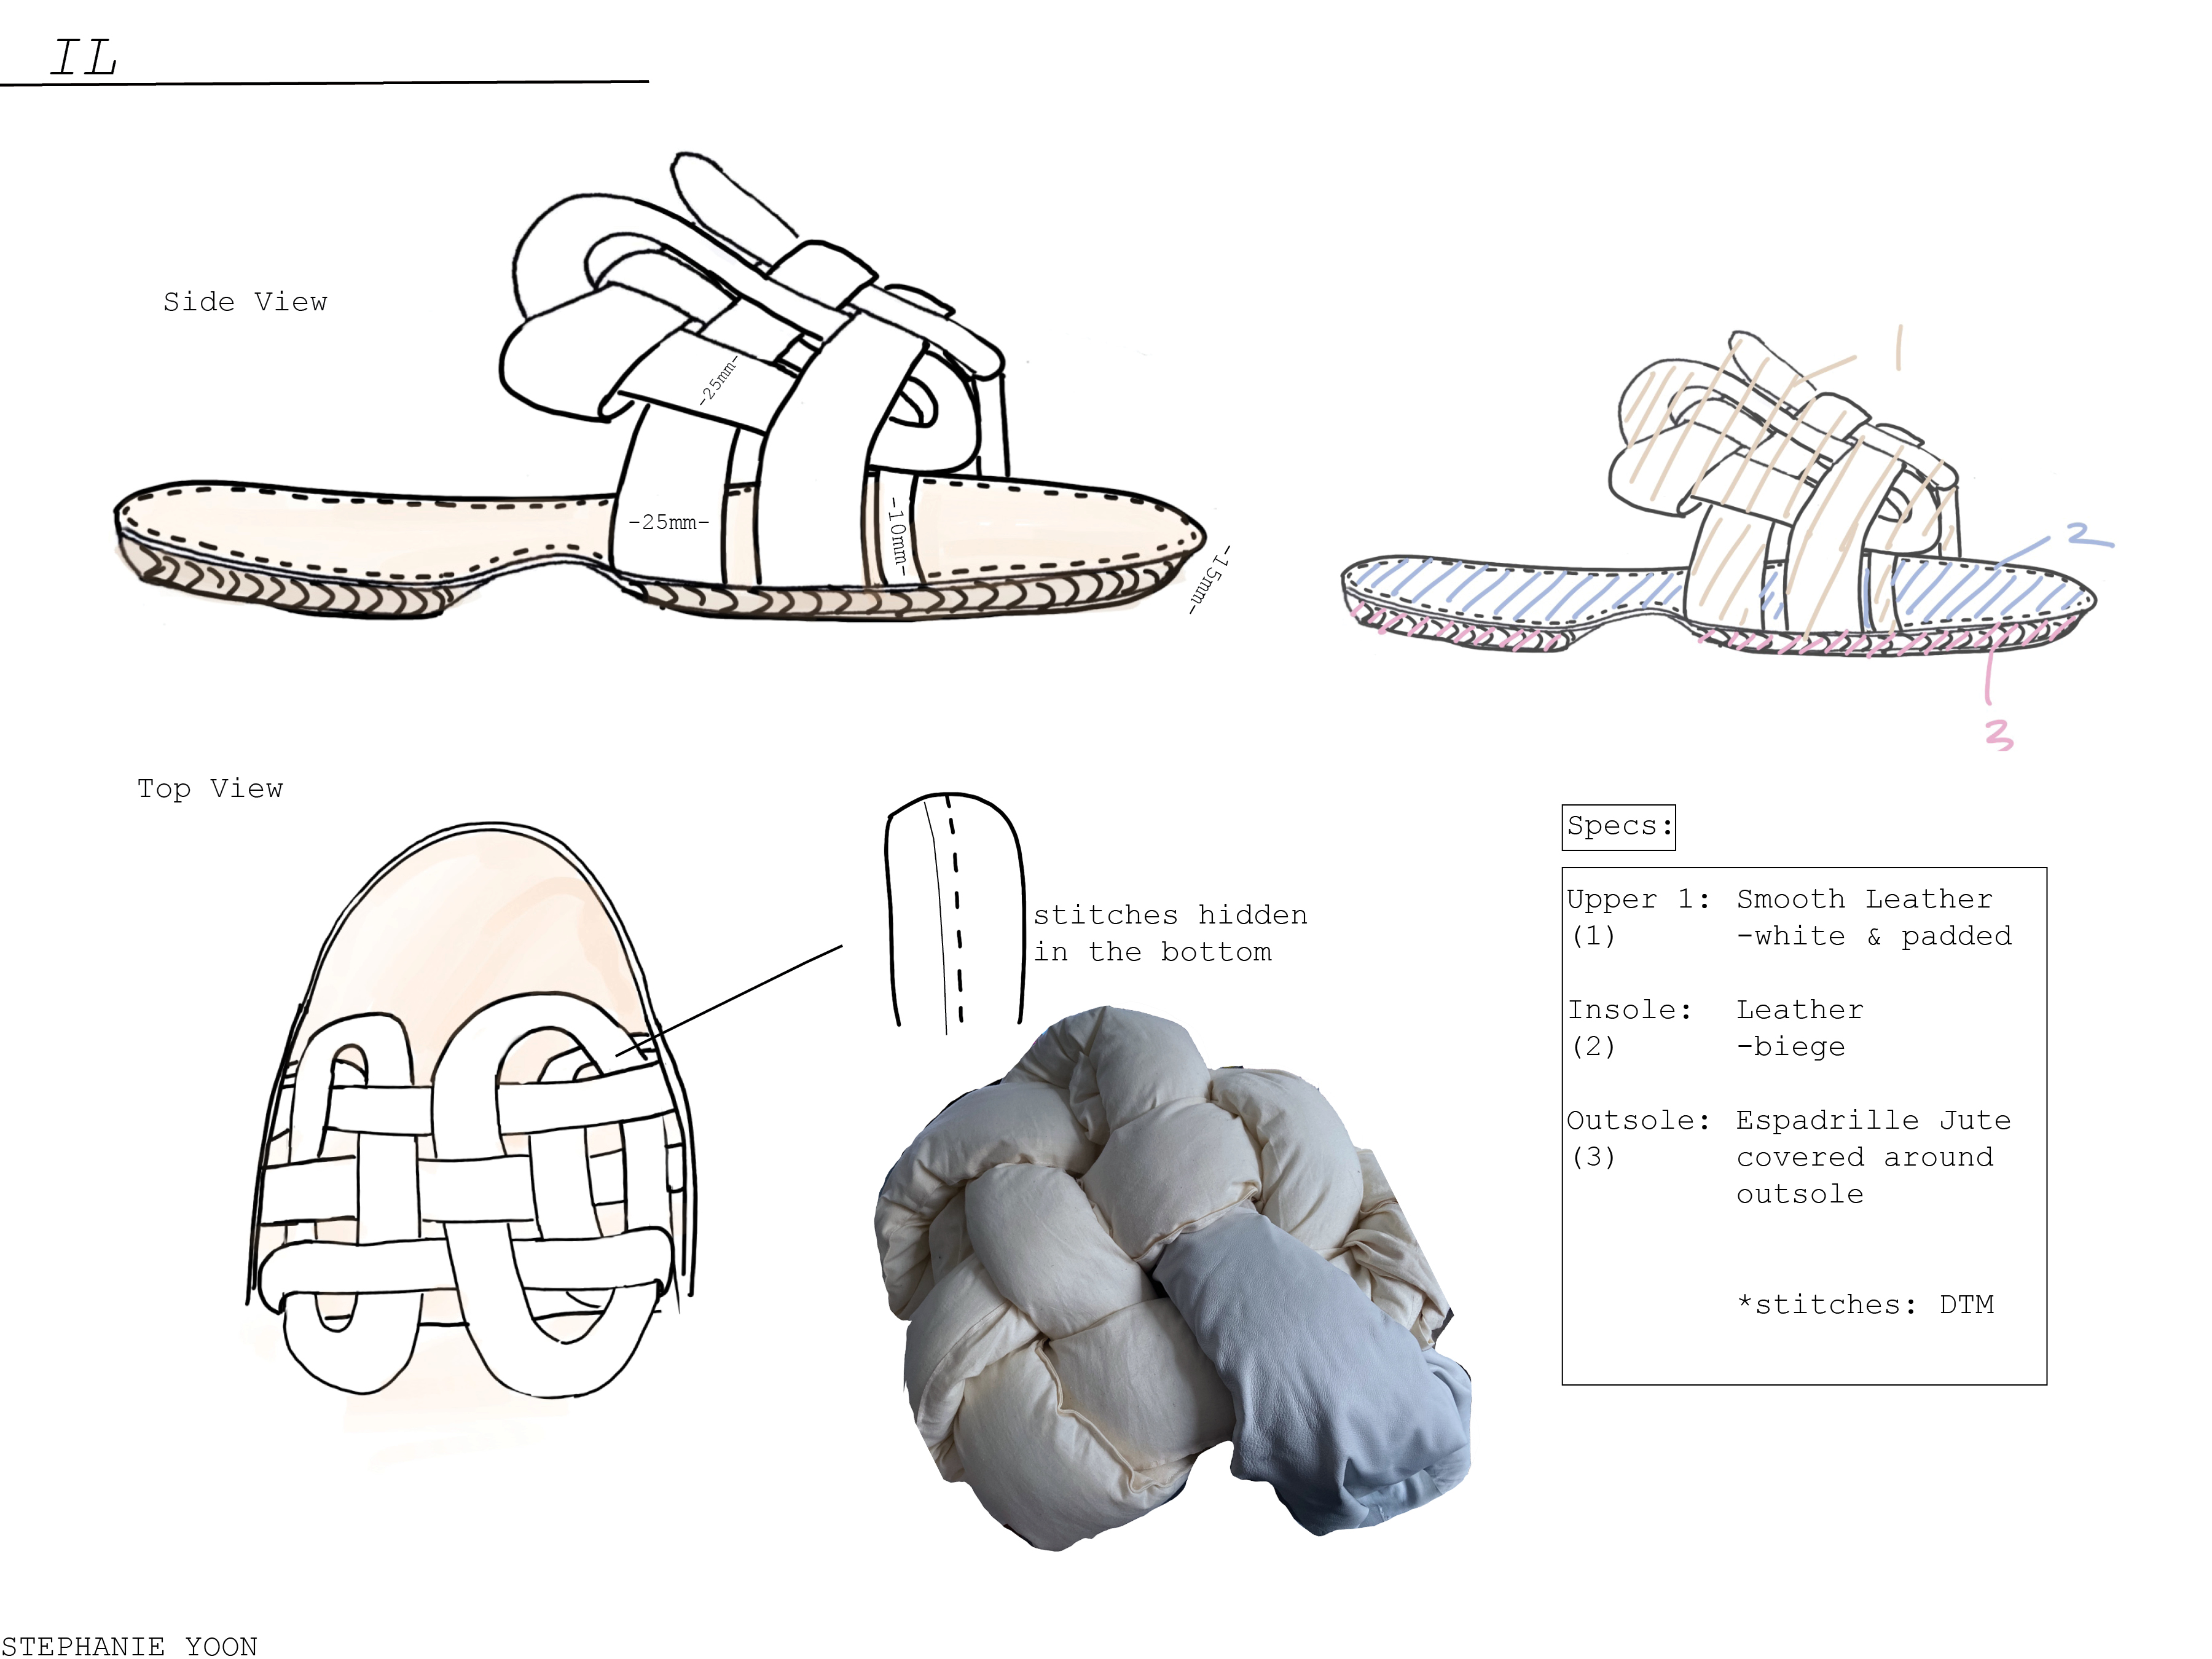 IL
Side View
-25mm-
-25mm-
-10mm-
-15mm-
1
2
3
Top View
stitches hidden
in the bottom
Specs:
Upper 1: Smooth Leather
(1) -white & padded
Insole: Leather
(2) -biege
Outsole: Espadrille Jute
(3) covered around
outsole
*stitches: DTM
STEPHANIE YOON